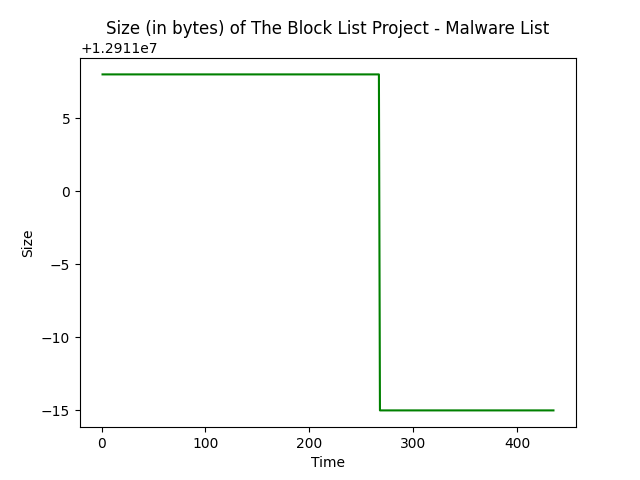 Size (in bytes) of The Block List Project - Malware List
+1.2911e7
5
0
−5
−10
−15
Size
0 100 200 300 400
Time